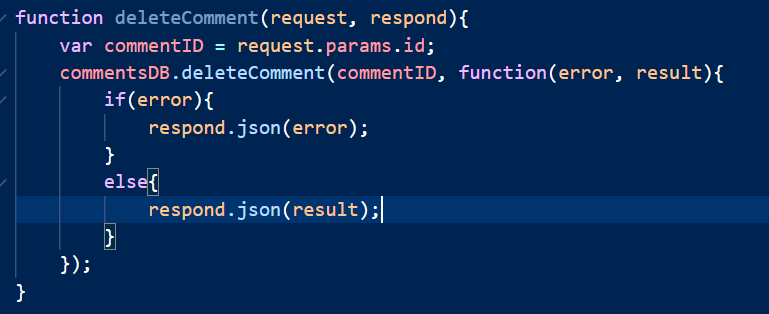 function deleteComment(request, respond){
    var commentID = request.params.id;
    commentsDB.deleteComment(commentID, function(error, result){
        if(error){
            respond.json(error);
        }
        else{
            respond.json(result);
        }
    });
}